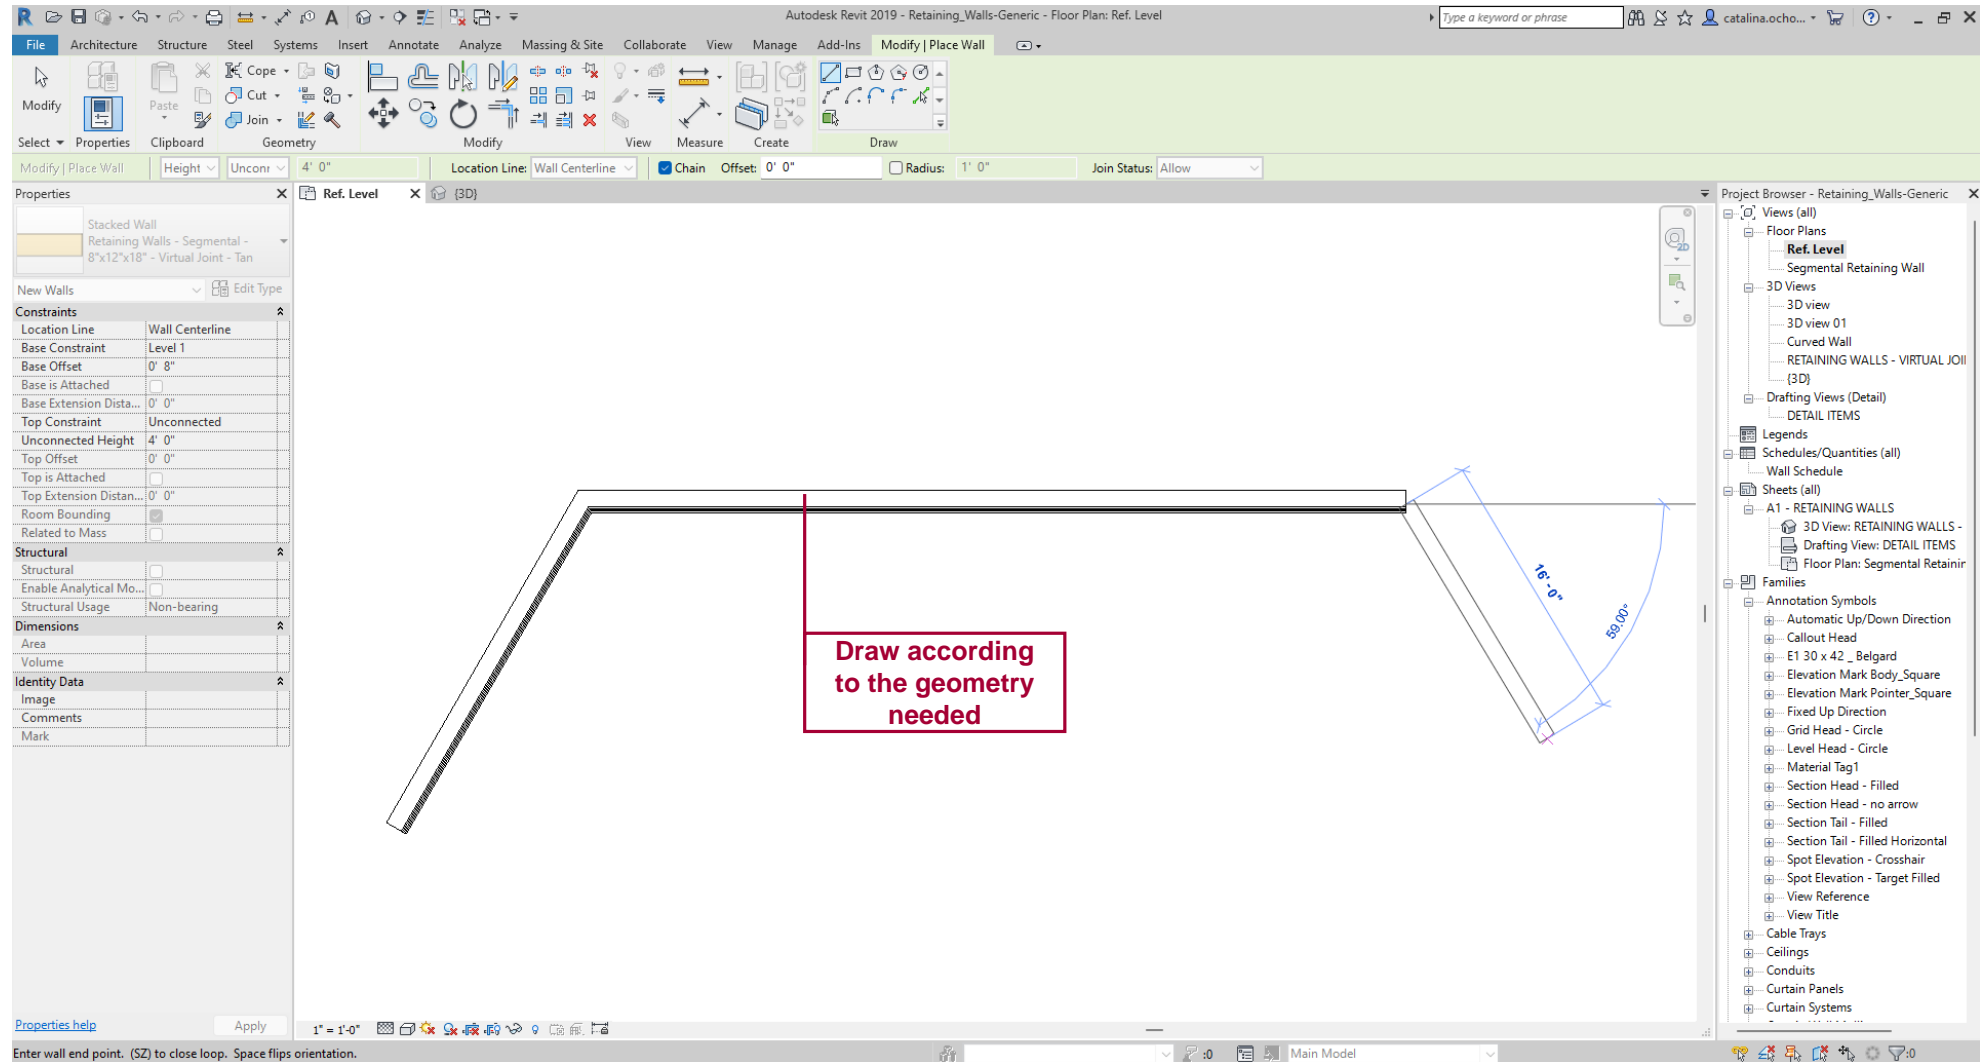 Autodesk Revit 2019 - Retaining_Walls-Generic - Floor Plan: Ref. Level
Type a keyword or phrase
catalina.ocho...
File Architecture Structure Steel Systems Insert Annotate Analyze Massing & Site Collaborate View Manage Add-Ins Modify | Place Wall
Modify
Paste
Cope
Cut
Join
Select Properties Clipboard Geometry Modify View Measure Create Draw
Modify | Place Wall Height Unconr 4' 0" Location Line: Wall Centerline Chain Offset: 0' 0" Radius: 1' 0" Join Status: Allow
Properties
Ref. Level
{3D}
Stacked Wall
Retaining Walls - Segmental -
8"x12"x18" - Virtual Joint - Tan
New Walls Edit Type
Constraints
Location Line Wall Centerline
Base Constraint Level 1
Base Offset 0' 8"
Base is Attached
Base Extension Dista... 0' 0"
Top Constraint Unconnected
Unconnected Height 4' 0"
Top Offset 0' 0"
Top is Attached
Top Extension Distan... 0' 0"
Room Bounding
Related to Mass
Structural
Structural
Enable Analytical Mo...
Structural Usage Non-bearing
Dimensions
Area
Volume
Identity Data
Image
Comments
Mark
Properties help Apply
2D
16' - 0"
59.00°
Draw according
to the geometry
needed
Project Browser - Retaining_Walls-Generic
Views (all)
Floor Plans
Ref. Level
Segmental Retaining Wall
3D Views
3D view
3D view 01
Curved Wall
RETAINING WALLS - VIRTUAL JOI
{3D}
Drafting Views (Detail)
DETAIL ITEMS
Legends
Schedules/Quantities (all)
Wall Schedule
Sheets (all)
A1 - RETAINING WALLS
3D View: RETAINING WALLS -
Drafting View: DETAIL ITEMS
Floor Plan: Segmental Retainin
Families
Annotation Symbols
Automatic Up/Down Direction
Callout Head
E1 30 x 42 _ Belgard
Elevation Mark Body_Square
Elevation Mark Pointer_Square
Fixed Up Direction
Grid Head - Circle
Level Head - Circle
Material Tag1
Section Head - Filled
Section Head - no arrow
Section Tail - Filled
Section Tail - Filled Horizontal
Spot Elevation - Crosshair
Spot Elevation - Target Filled
View Reference
View Title
Cable Trays
Ceilings
Conduits
Curtain Panels
Curtain Systems
1" = 1'-0"
Enter wall end point. (SZ) to close loop. Space flips orientation.
:0
Main Model
:0